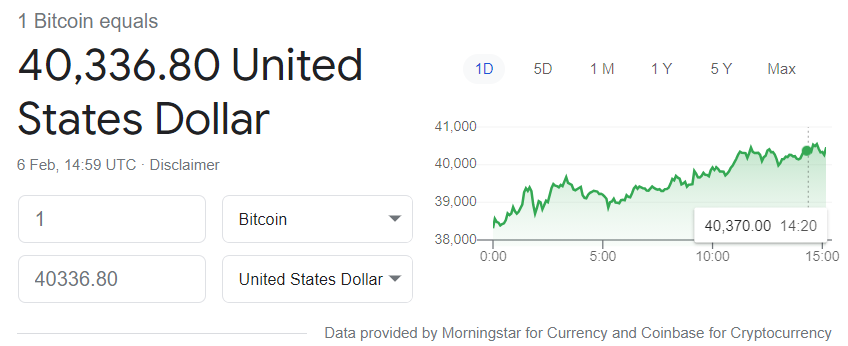 1 Bitcoin equals
40,336.80 United
States Dollar
6 Feb, 14:59 UTC · Disclaimer
1
Bitcoin
40336.80
United States Dollar
1D 5D 1 M 1 Y 5 Y Max
41,000
40,000
39,000
38,000
40,370.00 14:20
0:00 5:00 10:00 15:00
Data provided by Morningstar for Currency and Coinbase for Cryptocurrency